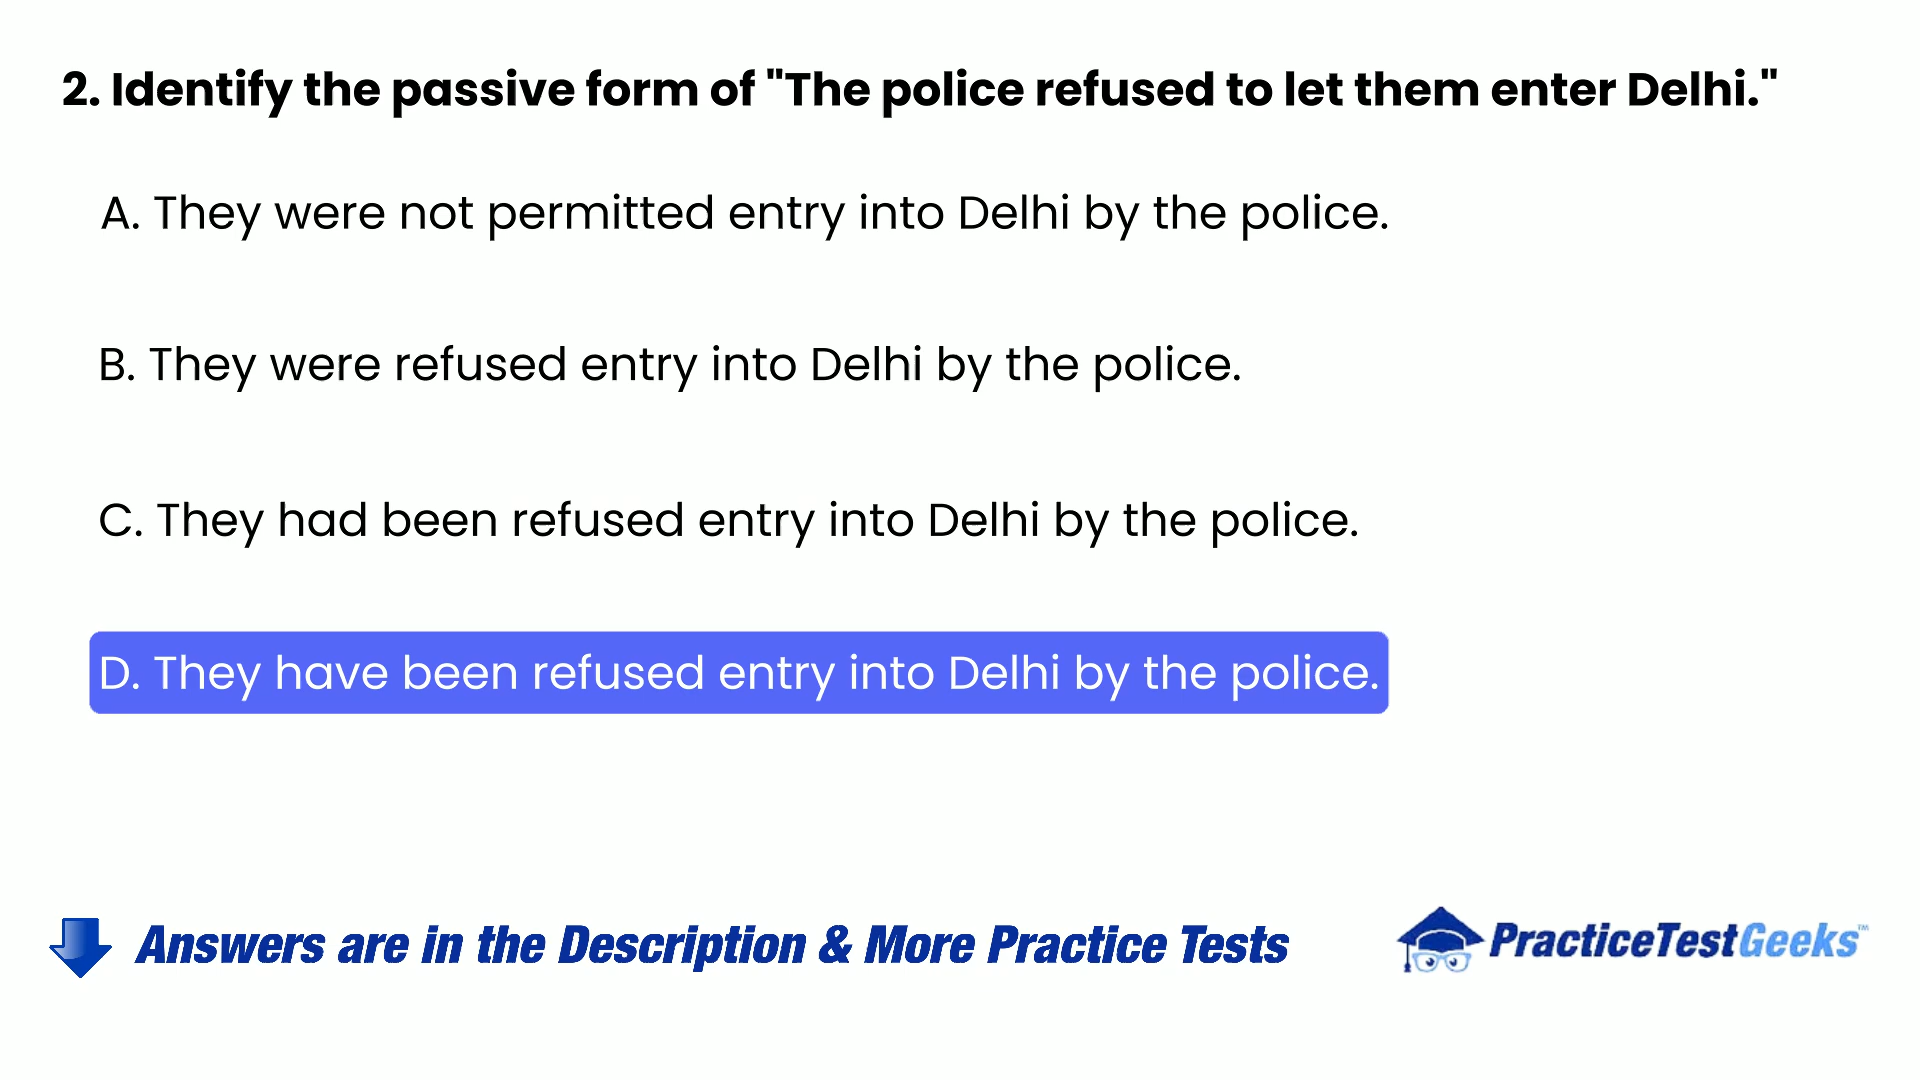 2. Identify the passive form of "The police refused to let them enter Delhi."
A. They were not permitted entry into Delhi by the police.
B. They were refused entry into Delhi by the police.
C. They had been refused entry into Delhi by the police.
D. They have been refused entry into Delhi by the police.
Answers are in the Description & More Practice Tests
PracticeTestGeeks™